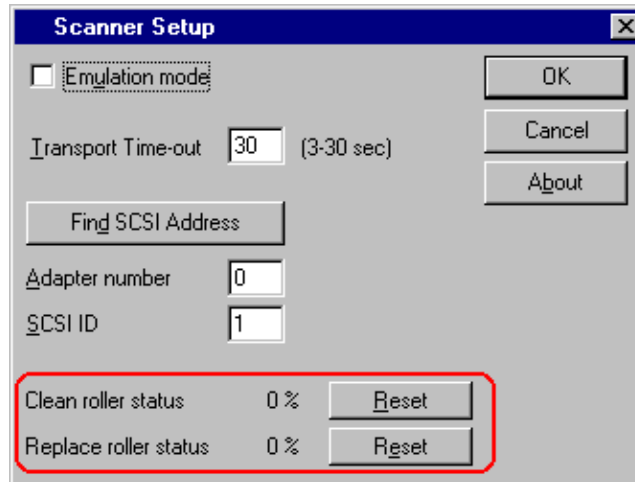 Scanner Setup
Emulation mode
OK
Transport Time-out 30 (3-30 sec)
Cancel
About
Find SCSI Address
Adapter number 0
SCSI ID 1
Clean roller status 0 % Reset
Replace roller status 0 % Reset